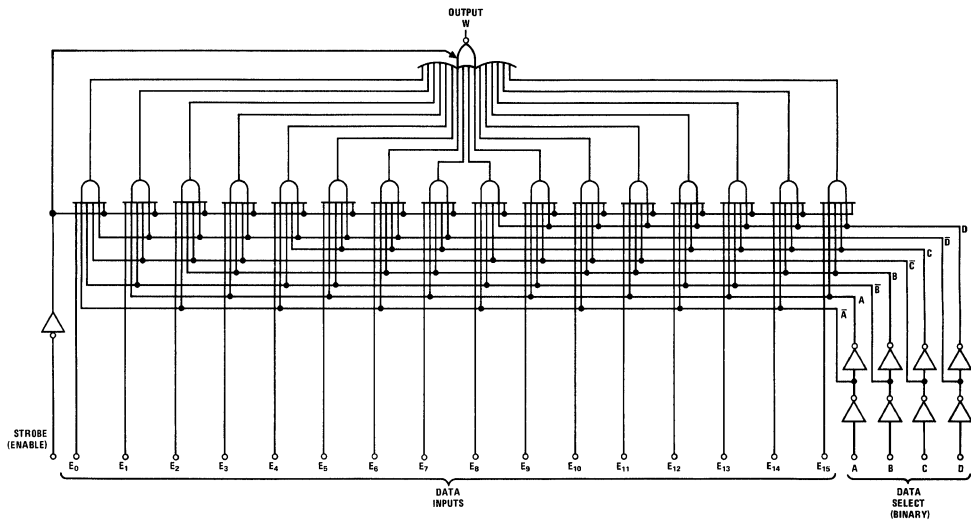 OUTPUT
W
D
D̅
C
C̅
B
B̅
A
A̅
STROBE
(ENABLE)
E0
E1
E2
E3
E4
E5
E6
E7
E8
E9
E10
E11
E12
E13
E14
E15
A
B
C
D
DATA
INPUTS
DATA
SELECT
(BINARY)